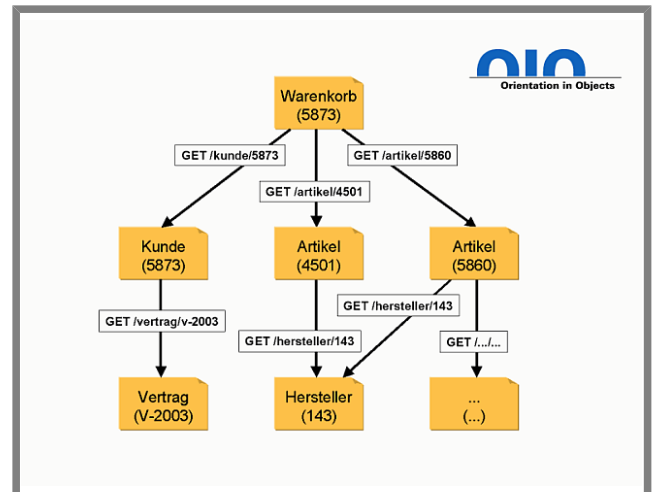 OIO
Orientation in Objects
Warenkorb
(5873)
GET /kunde/5873
GET /artikel/5860
GET /artikel/4501
Kunde
(5873)
Artikel
(4501)
Artikel
(5860)
GET /hersteller/143
GET /vertrag/v-2003
GET /hersteller/143
GET /.../...
Vertrag
(V-2003)
Hersteller
(143)
...
(...)